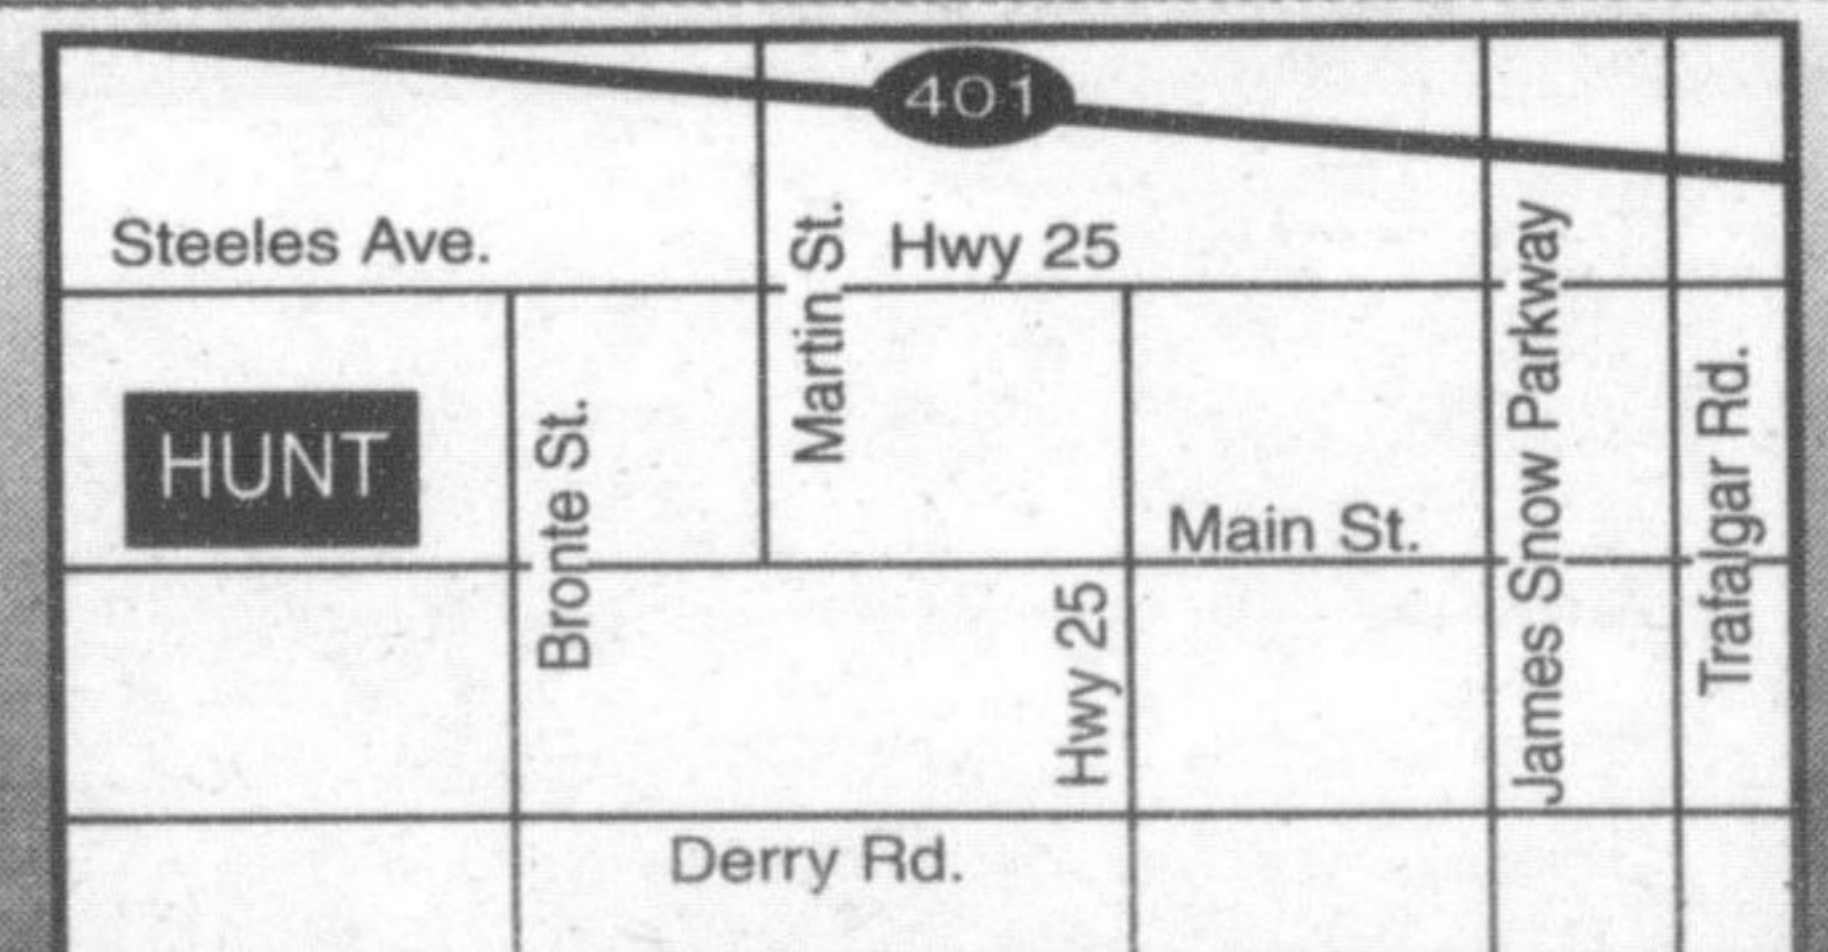 401
Steeles Ave.
Hwy 25
Martin St.
James Snow Parkway
Trafalgar Rd.
HUNT
Bronte St.
Main St.
Hwy 25
Derry Rd.